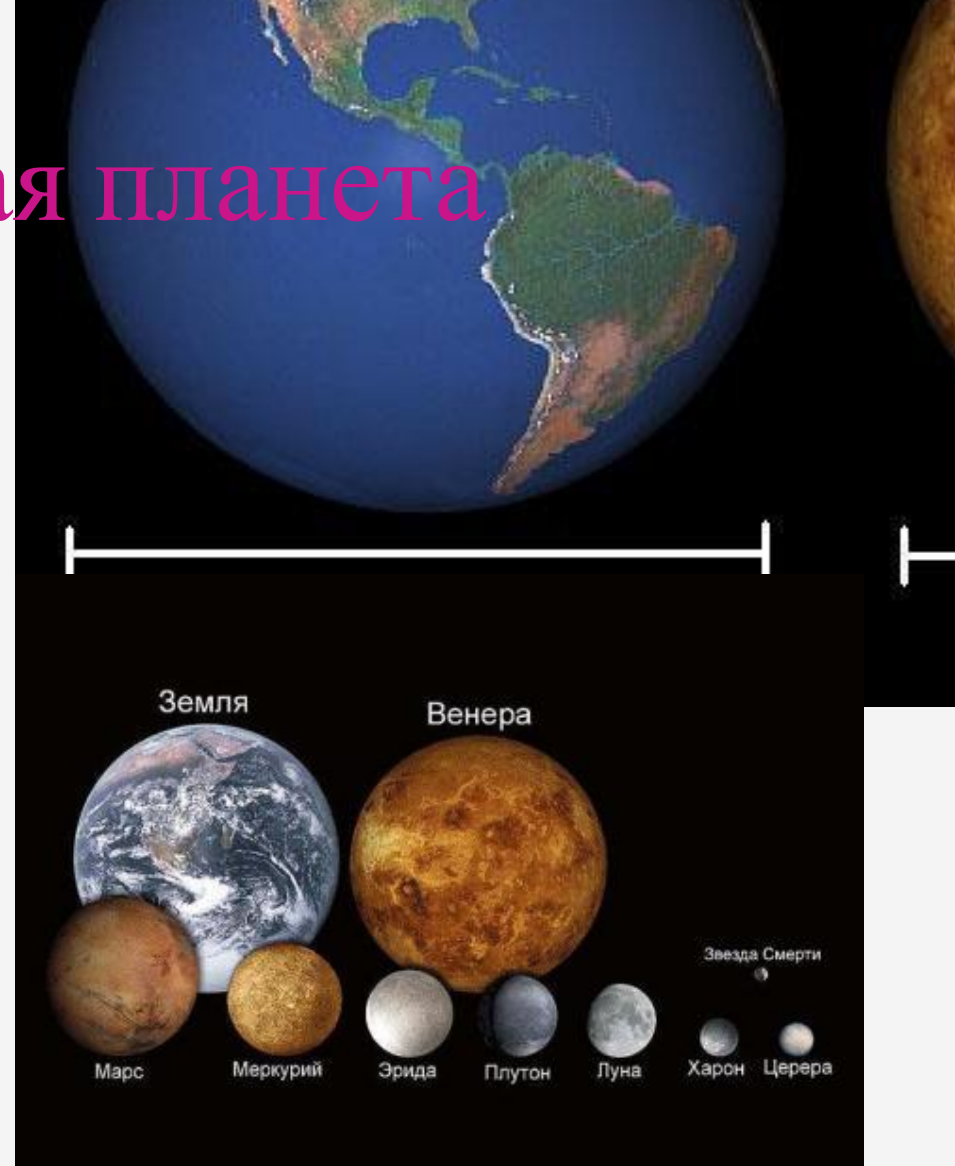 ая планета
Земля
Венера
Звезда Смерти
Марс Меркурий Эрида Плутон Луна Харон Церера